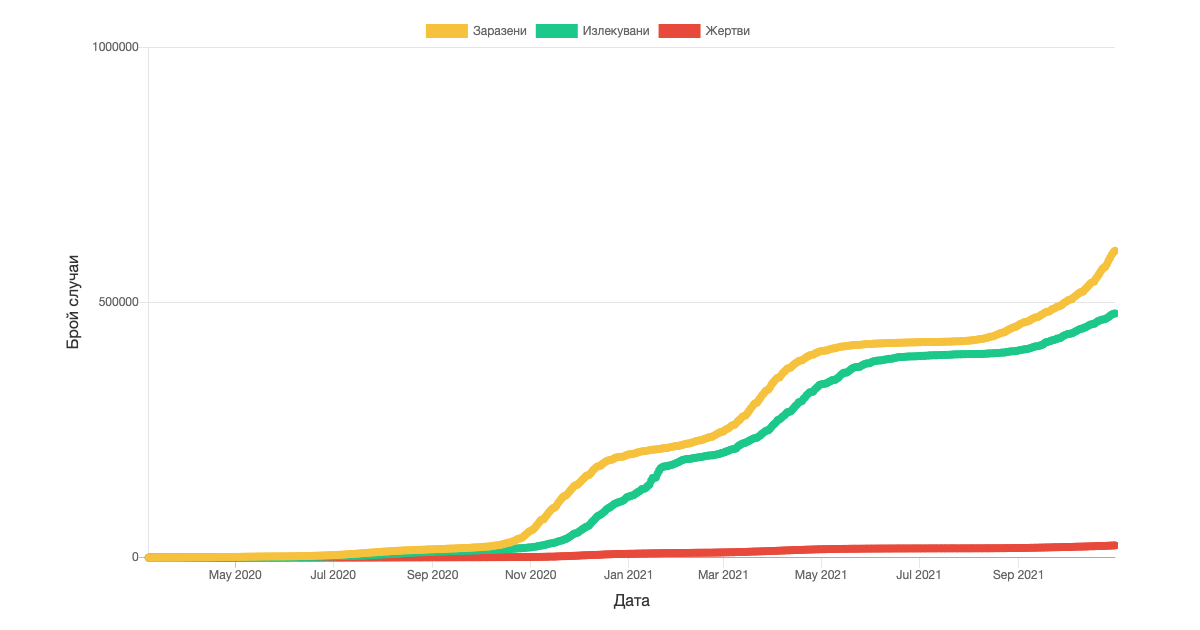 Заразени Излекувани Жертви
1000000
500000
0
Брой случаи
May 2020 Jul 2020 Sep 2020 Nov 2020 Jan 2021 Mar 2021 May 2021 Jul 2021 Sep 2021
Дата